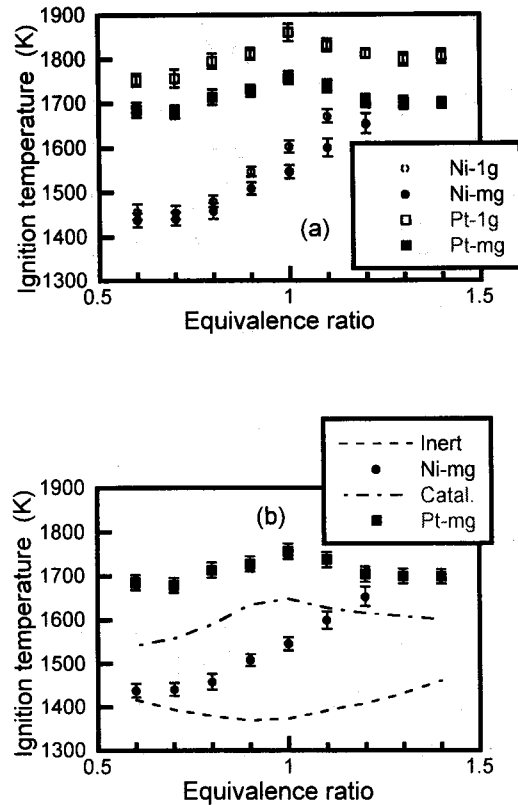 1900
1800
1700
1600
1500
1400
1300
Ignition temperature (K)
Ni-1g
Ni-mg
Pt-1g
Pt-mg
(a)
0.5
1
1.5
Equivalence ratio
Inert
Ni-mg
Catal.
Pt-mg
1900
1800
1700
1600
1500
1400
1300
Ignition temperature (K)
(b)
0.5
1
1.5
Equivalence ratio